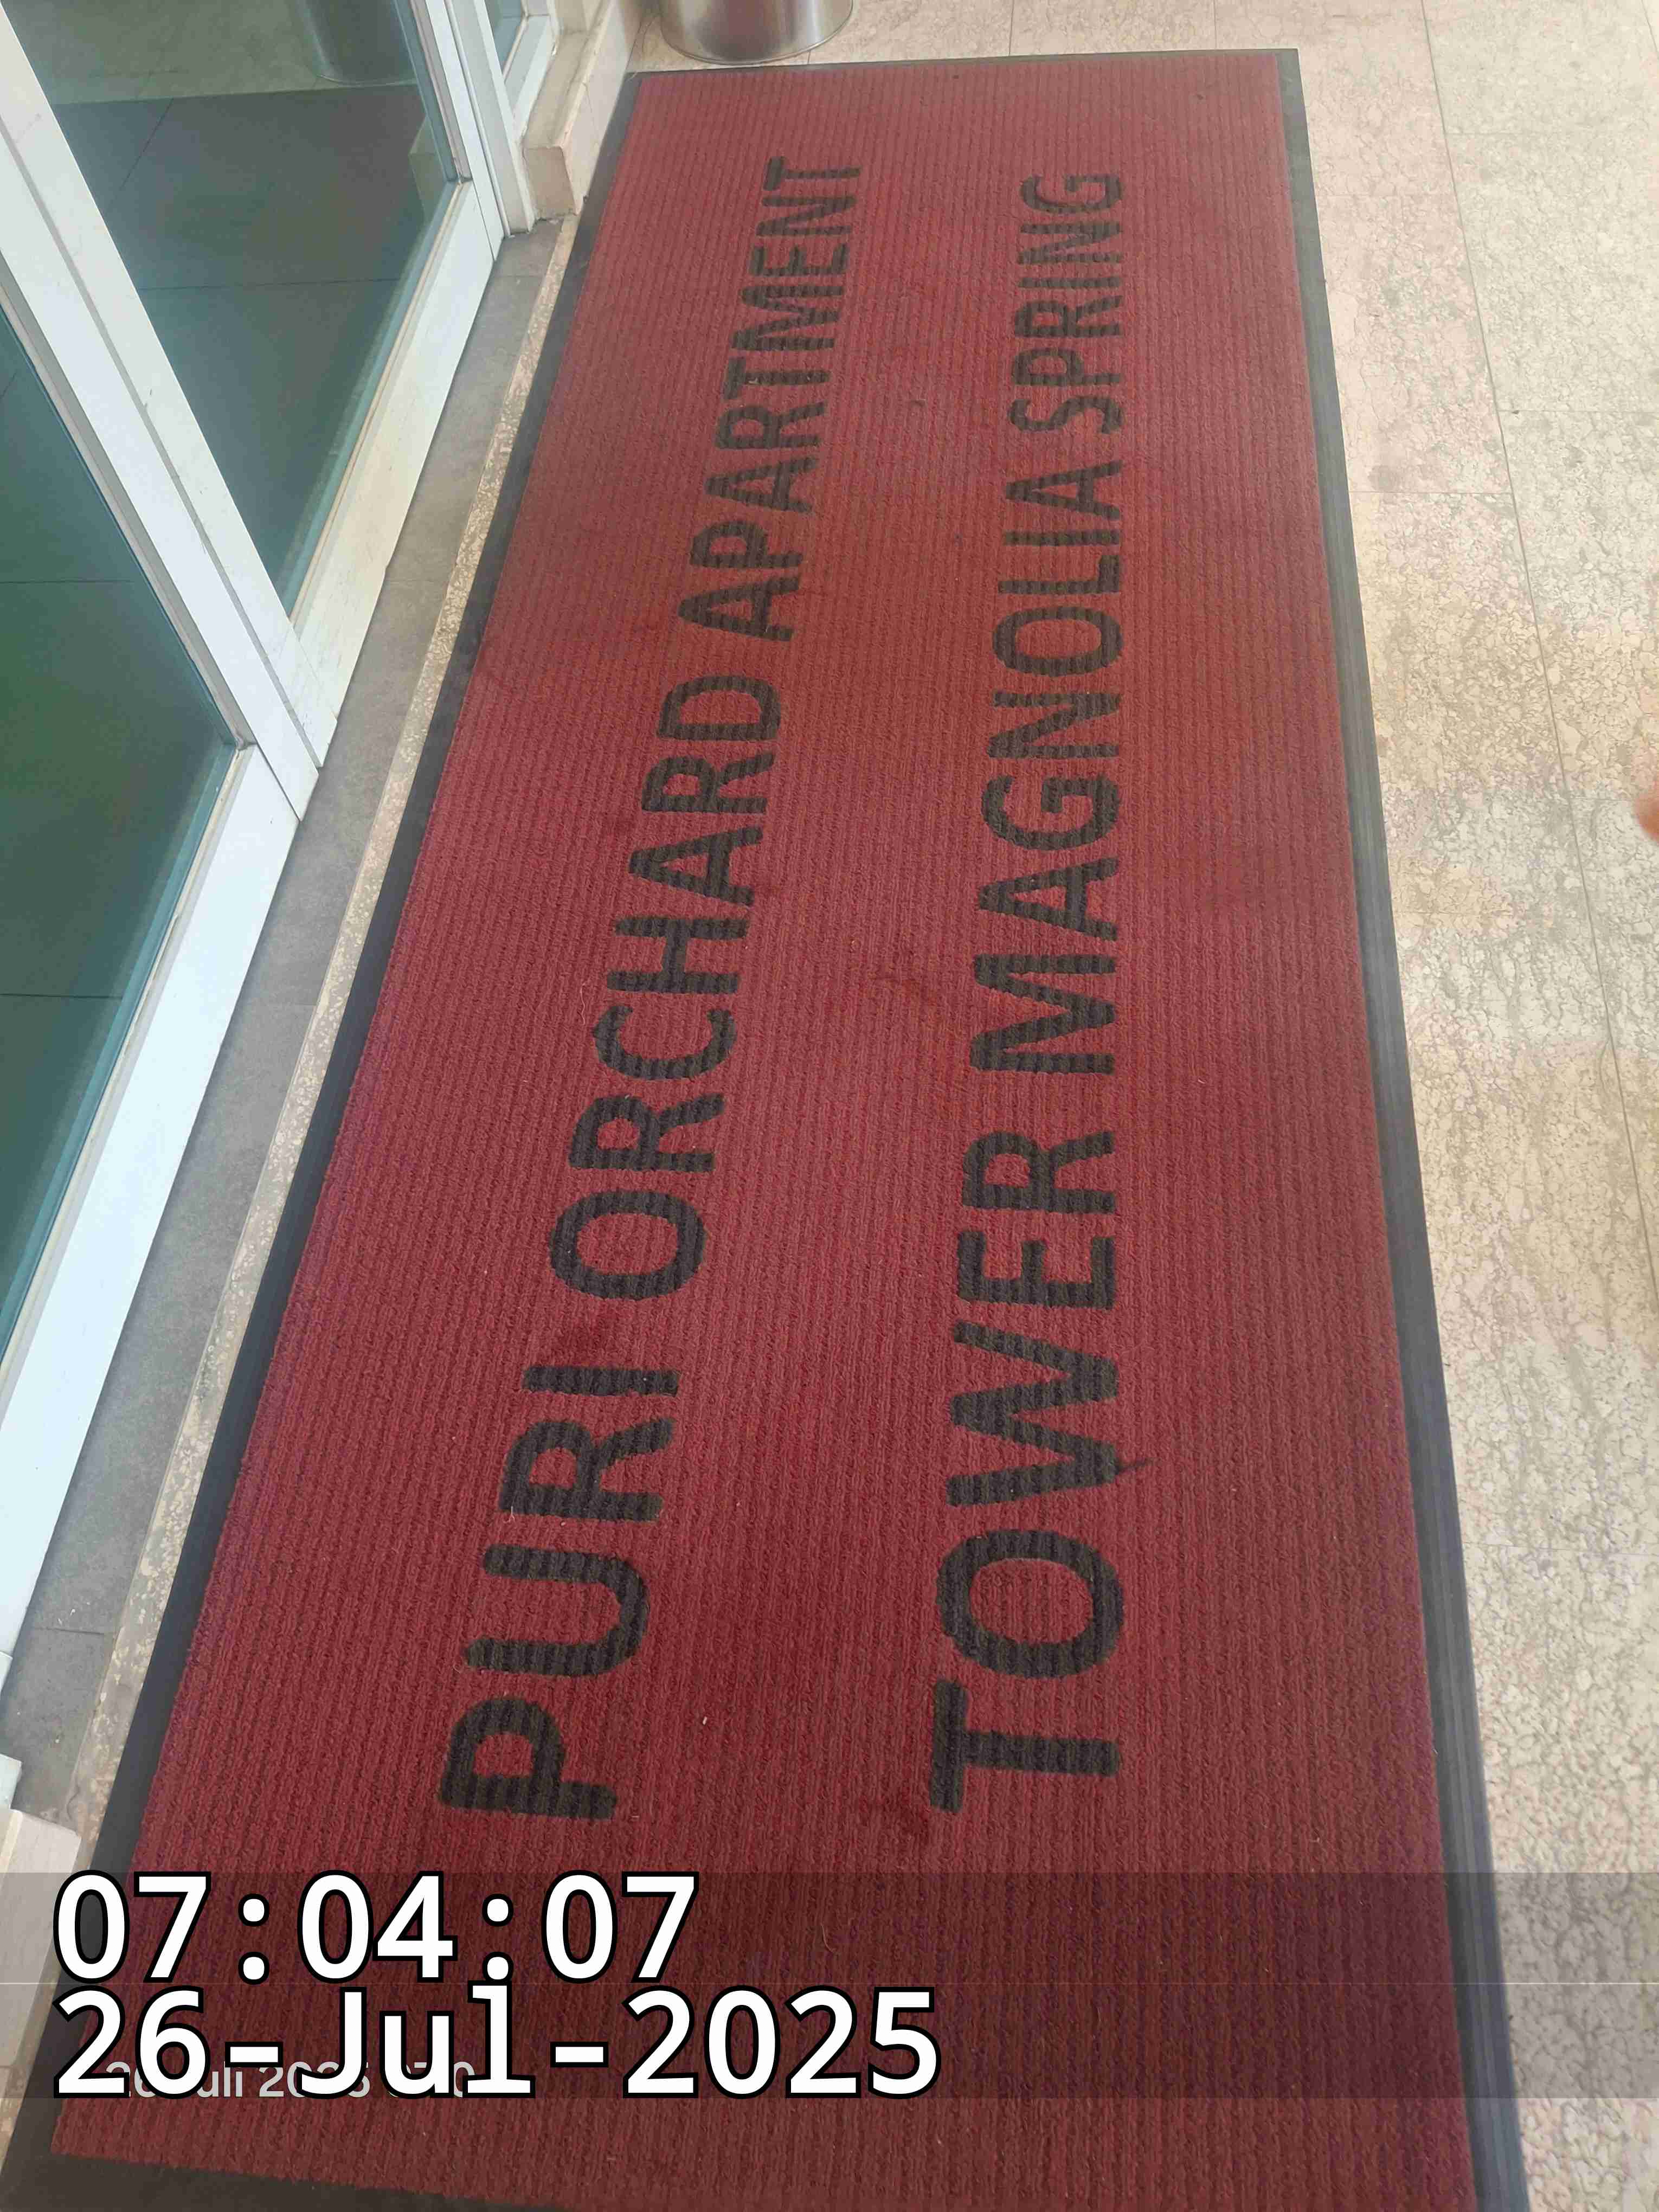 PURI ORCHARD APARTMENT
TOWER MAGNOLIA SPRING
07:04:07
26-Jul-2025